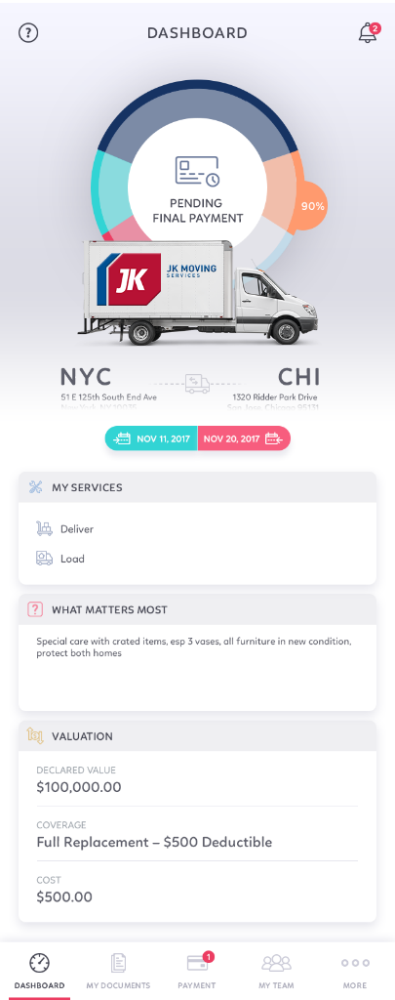 ?
DASHBOARD
2
PENDING
FINAL PAYMENT
90%
JK
JK MOVING
SERVICES
NYC
CHI
51 E 125th South End Ave
1320 Ridder Park Drive
New York, NY 10035
San Jose, Chicago 95131
NOV 11, 2017
NOV 20, 2017
MY SERVICES
Deliver
Load
?
WHAT MATTERS MOST
Special care with crated items, esp 3 vases, all furniture in new condition,
protect both homes
VALUATION
DECLARED VALUE
$100,000.00
COVERAGE
Full Replacement – $500 Deductible
COST
$500.00
1
DASHBOARD
MY DOCUMENTS
PAYMENT
MY TEAM
MORE